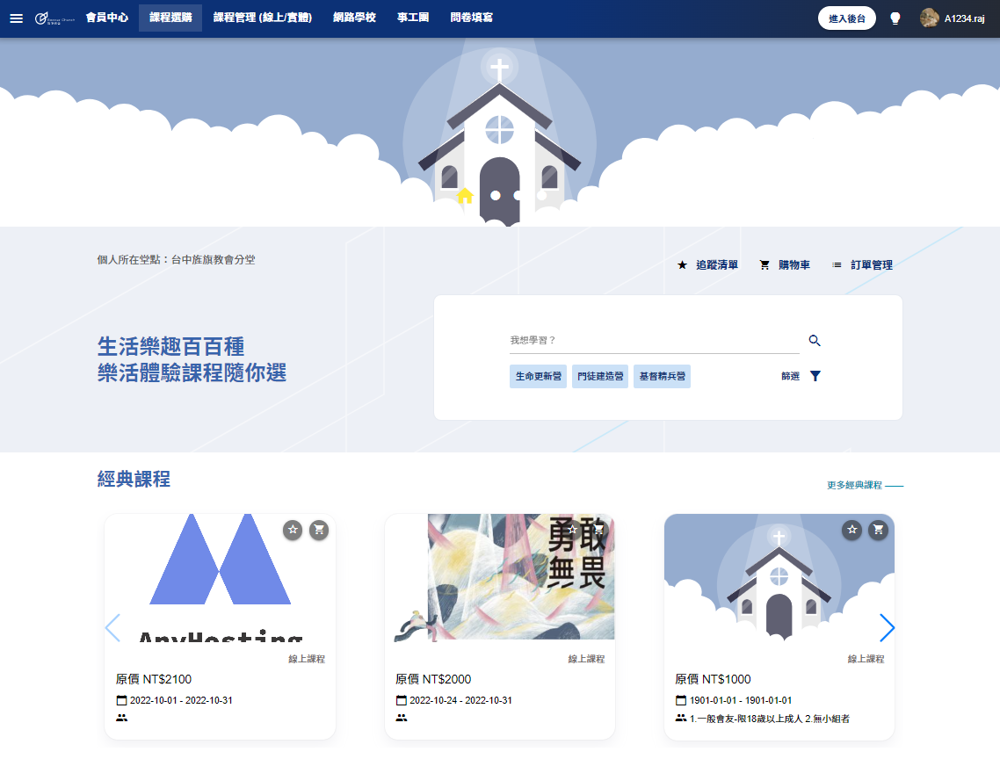 會員中心 課程選購 課程管理 (線上/實體) 網路學校 事工團 問卷填寫 進入後台 A1234.raj
個人所在堂點：台中旌旗教會分堂
追蹤清單 購物車 訂單管理
生活樂趣百百種
樂活體驗課程隨你選
我想學習？
生命更新營 門徒建造營 基督精兵營 篩選
經典課程
更多經典課程
AnyHosting
勇敢
無畏
線上課程 線上課程 線上課程
原價 NT$2100 原價 NT$2000 原價 NT$1000
2022-10-01 - 2022-10-31 2022-10-24 - 2022-10-31 1901-01-01 - 1901-01-01
1.一般會友-限18歲以上成人 2.無小組者